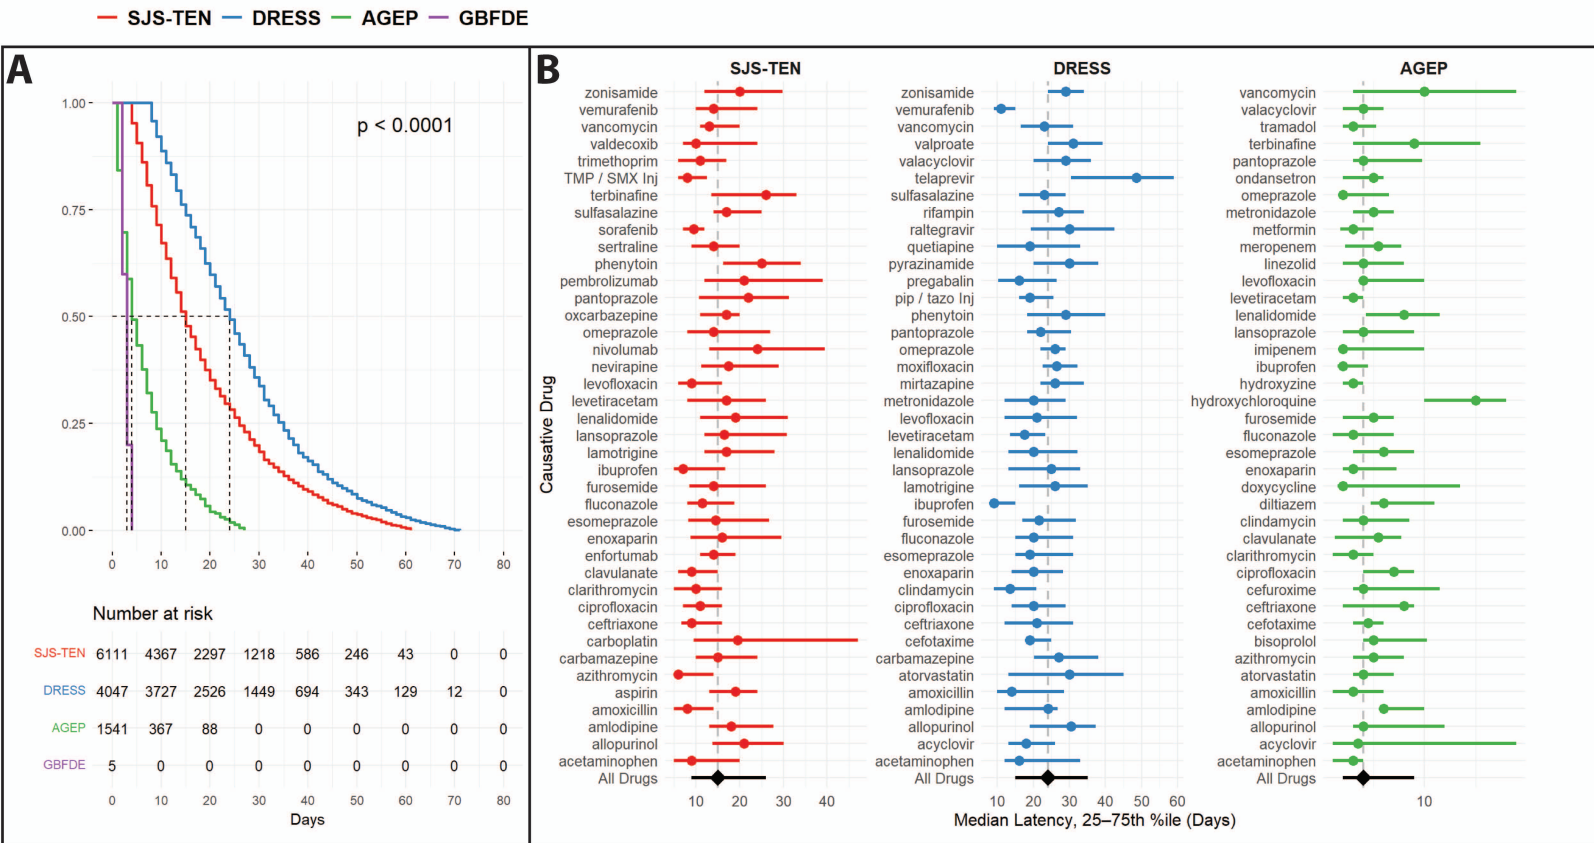 SJS-TEN DRESS AGEP GBFDE
A
p < 0.0001
1.00
0.75
0.50
0.25
0.00
0 10 20 30 40 50 60 70 80
Number at risk
SJS-TEN 6111 4367 2297 1218 586 246 43 0 0
DRESS 4047 3727 2526 1449 694 343 129 12 0
AGEP 1541 367 88 0 0 0 0 0 0
GBFDE 5 0 0 0 0 0 0 0 0
0 10 20 30 40 50 60 70 80
Days
B
Causative Drug
SJS-TEN
zonisamide
vemurafenib
vancomycin
valdecoxib
trimethoprim
TMP / SMX Inj
terbinafine
sulfasalazine
sorafenib
sertraline
phenytoin
pembrolizumab
pantoprazole
oxcarbazepine
omeprazole
nivolumab
nevirapine
levofloxacin
levetiracetam
lenalidomide
lansoprazole
lamotrigine
ibuprofen
furosemide
fluconazole
esomeprazole
enoxaparin
enfortumab
clavulanate
clarithromycin
ciprofloxacin
ceftriaxone
carboplatin
carbamazepine
azithromycin
aspirin
amoxicillin
amlodipine
allopurinol
acetaminophen
All Drugs
10 20 30 40
DRESS
zonisamide
vemurafenib
vancomycin
valproate
valacyclovir
telaprevir
sulfasalazine
rifampin
raltegravir
quetiapine
pyrazinamide
pregabalin
pip / tazo Inj
phenytoin
pantoprazole
omeprazole
moxifloxacin
mirtazapine
metronidazole
levofloxacin
levetiracetam
lenalidomide
lansoprazole
lamotrigine
ibuprofen
furosemide
fluconazole
esomeprazole
enoxaparin
clindamycin
ciprofloxacin
ceftriaxone
cefotaxime
carbamazepine
atorvastatin
amoxicillin
amlodipine
allopurinol
acyclovir
acetaminophen
All Drugs
10 20 30 40 50 60
AGEP
vancomycin
valacyclovir
tramadol
terbinafine
pantoprazole
ondansetron
omeprazole
metronidazole
metformin
meropenem
linezolid
levofloxacin
levetiracetam
lenalidomide
lansoprazole
imipenem
ibuprofen
hydroxyzine
hydroxychloroquine
furosemide
fluconazole
esomeprazole
enoxaparin
doxycycline
diltiazem
clindamycin
clavulanate
clarithromycin
ciprofloxacin
cefuroxime
ceftriaxone
cefotaxime
bisoprolol
azithromycin
atorvastatin
amoxicillin
amlodipine
allopurinol
acyclovir
acetaminophen
All Drugs
10
Median Latency, 25–75th %ile (Days)